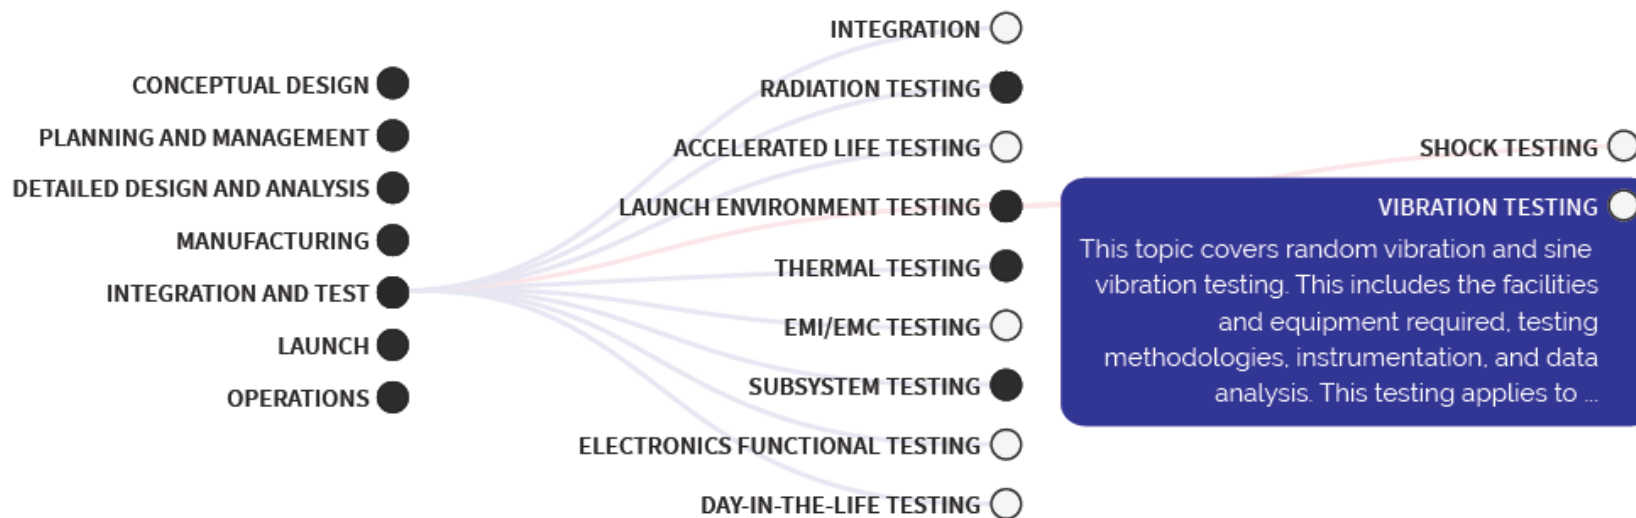 CONCEPTUAL DESIGN
PLANNING AND MANAGEMENT
DETAILED DESIGN AND ANALYSIS
MANUFACTURING
INTEGRATION AND TEST
LAUNCH
OPERATIONS
INTEGRATION
RADIATION TESTING
ACCELERATED LIFE TESTING
LAUNCH ENVIRONMENT TESTING
THERMAL TESTING
EMI/EMC TESTING
SUBSYSTEM TESTING
ELECTRONICS FUNCTIONAL TESTING
DAY-IN-THE-LIFE TESTING
SHOCK TESTING
VIBRATION TESTING
This topic covers random vibration and sine
vibration testing. This includes the facilities
and equipment required, testing
methodologies, instrumentation, and data
analysis. This testing applies to ...